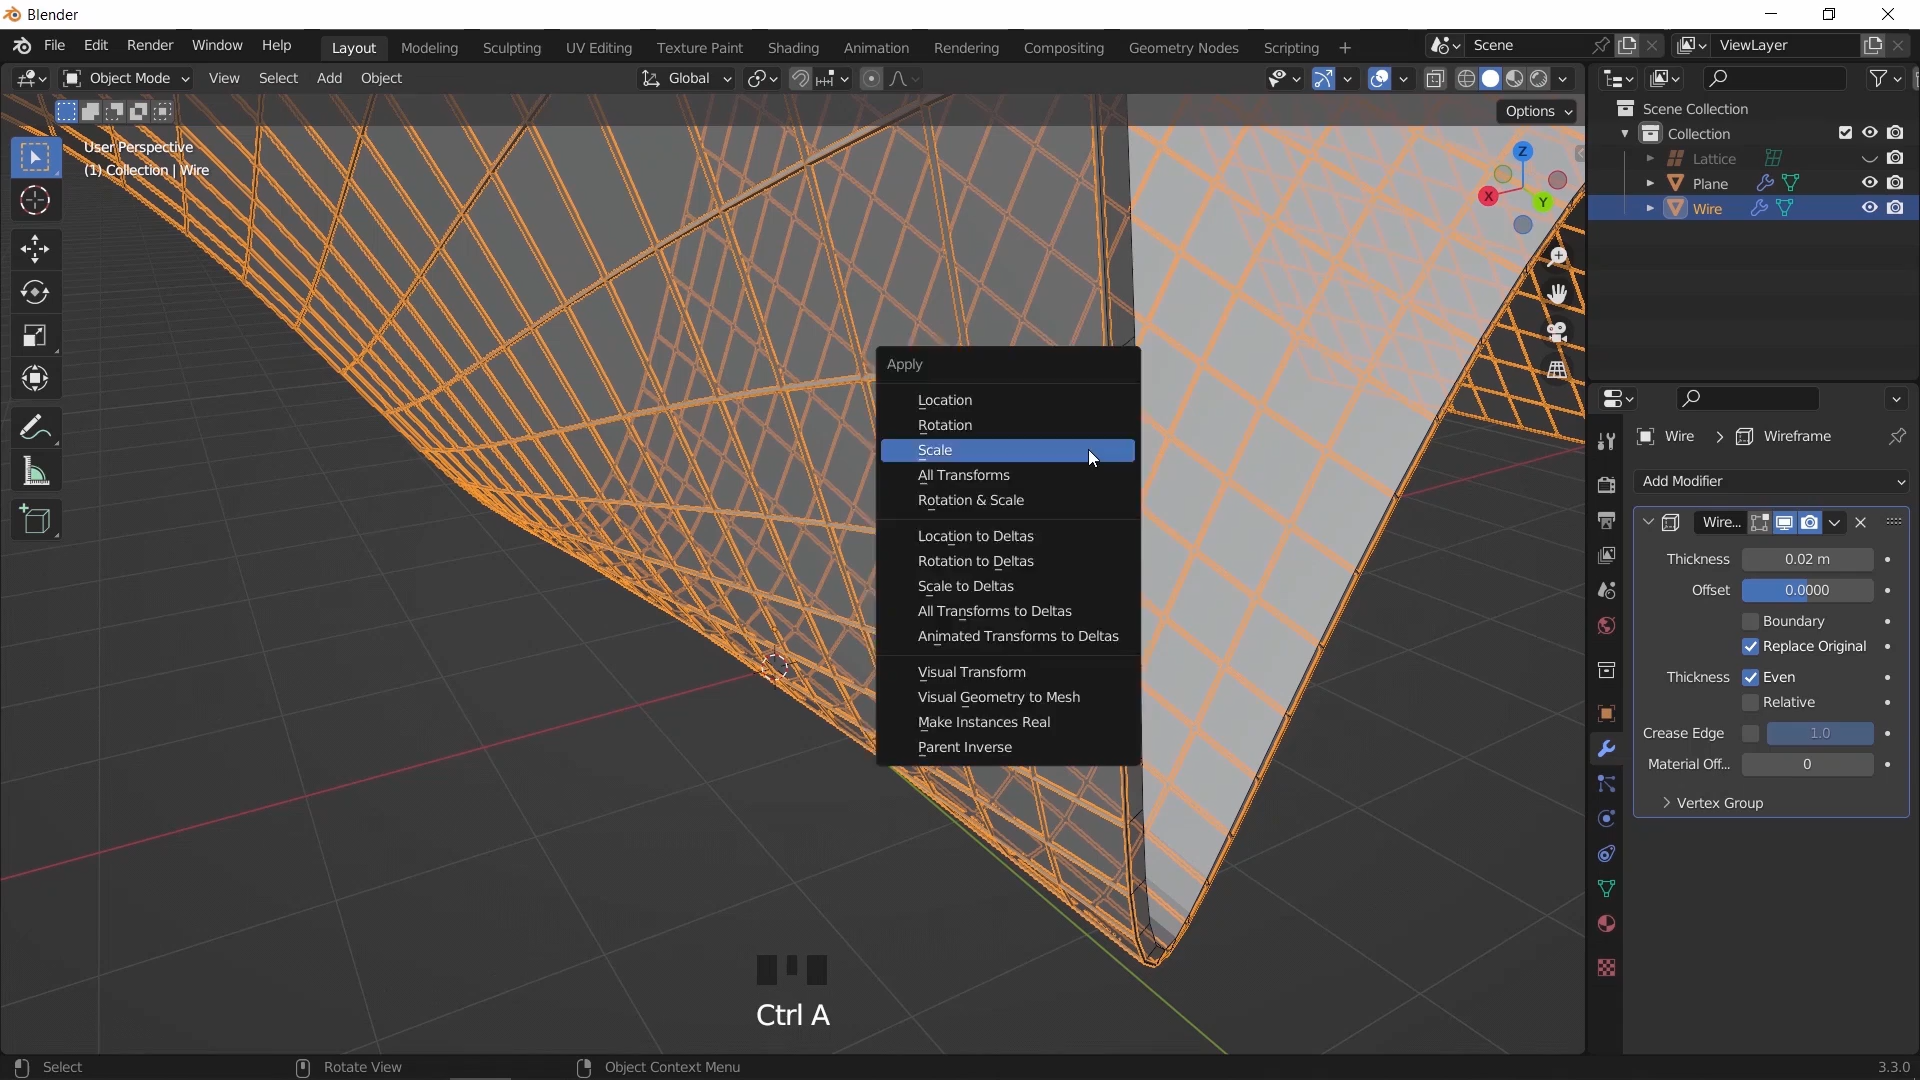 Blender
File Edit Render Window Help Layout Modeling Sculpting UV Editing Texture Paint Shading Animation Rendering Compositing Geometry Nodes Scripting + Scene ViewLayer
Object Mode View Select Add Object Global
Options
User Perspective
(1) Collection | Wire
Z
X
Y
Scene Collection
Collection
Lattice
Plane
Wire
Apply
Location
Rotation
Scale
All Transforms
Rotation & Scale
Location to Deltas
Rotation to Deltas
Scale to Deltas
All Transforms to Deltas
Animated Transforms to Deltas
Visual Transform
Visual Geometry to Mesh
Make Instances Real
Parent Inverse
Wire > Wireframe
Add Modifier
Wire...
Thickness 0.02 m
Offset 0.0000
Boundary
Replace Original
Thickness Even
Relative
Crease Edge 1.0
Material Off... 0
Vertex Group
Ctrl A
Select Rotate View Object Context Menu 3.3.0